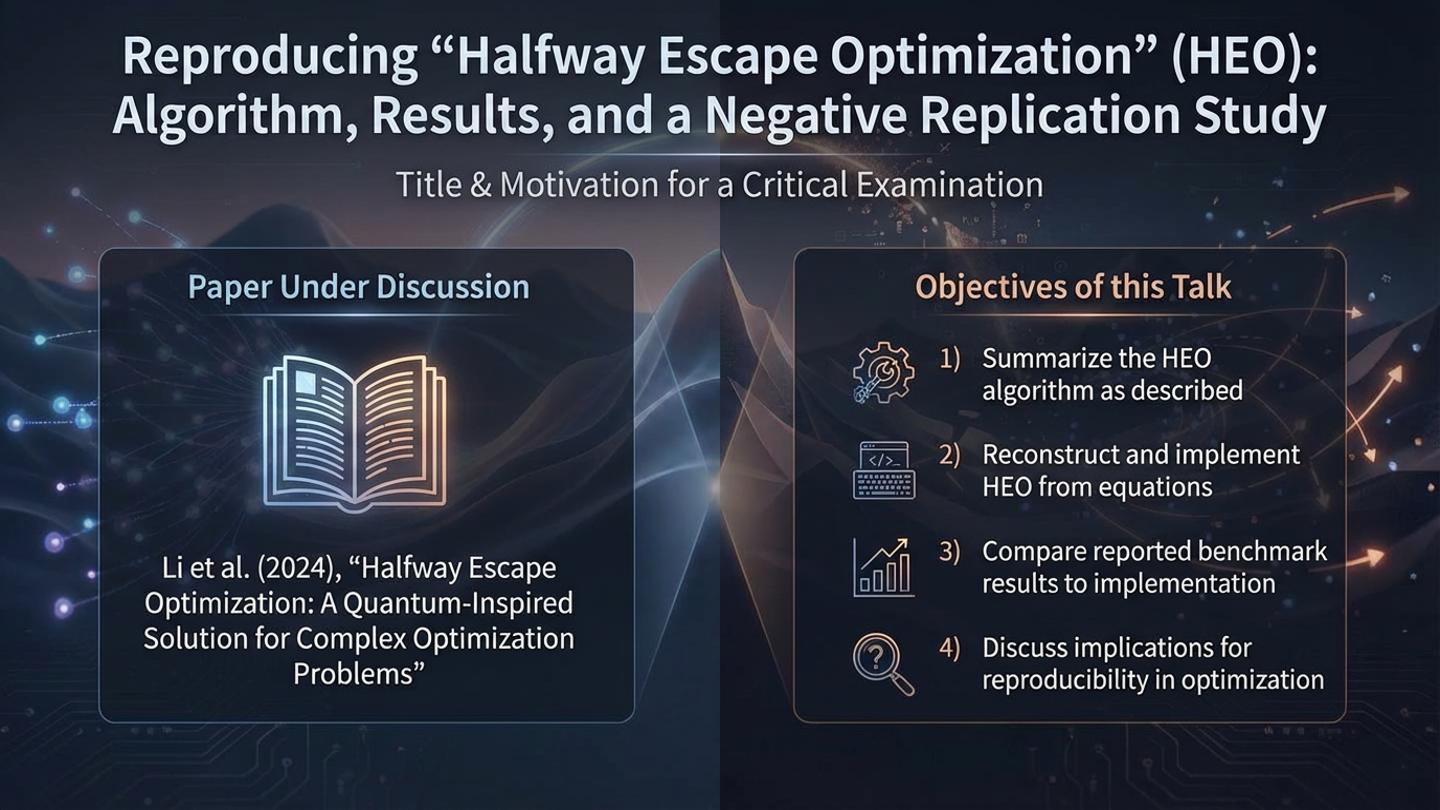 Reproducing “Halfway Escape Optimization” (HEO):
Algorithm, Results, and a Negative Replication Study
Title & Motivation for a Critical Examination
Paper Under Discussion
Li et al. (2024), “Halfway Escape
Optimization: A Quantum-Inspired
Solution for Complex Optimization
Problems”
Objectives of this Talk
1) Summarize the HEO
algorithm as described
</>_
2) Reconstruct and implement
HEO from equations
3) Compare reported benchmark
results to implementation
?
4) Discuss implications for
reproducibility in optimization